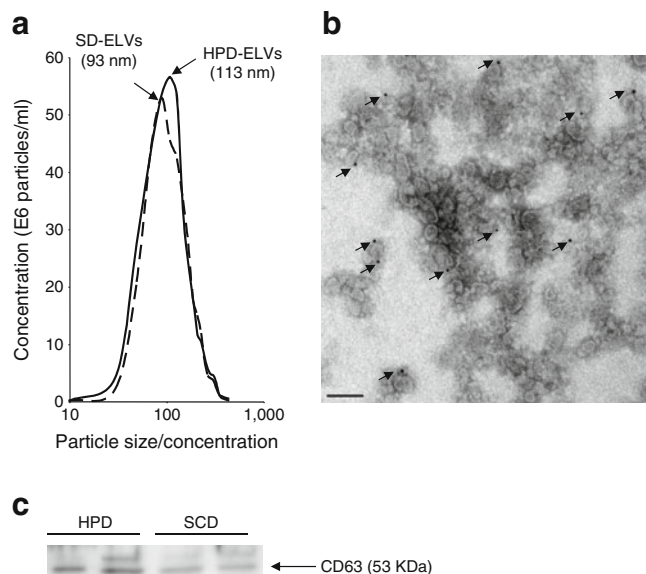 a
SD-ELVs
(93 nm)
HPD-ELVs
(113 nm)
60
50
40
30
20
10
0
Concentration (E6 particles/ml)
10
100
1,000
Particle size/concentration
b
c
HPD
SCD
CD63 (53 KDa)